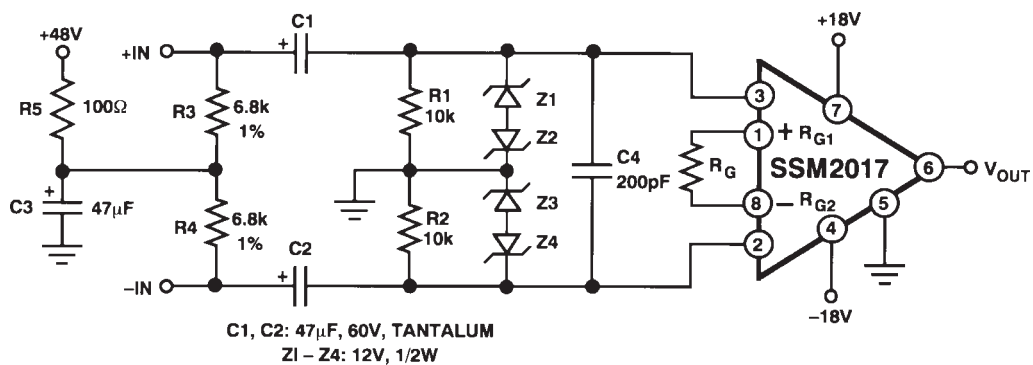 C1
+48V
+18V
+IN
+
R5
100Ω
R3
6.8k
1%
R1
10k
Z1
Z2
3
7
1
+ RG1
RG
SSM2017
6
VOUT
C4
200pF
+
C3
47µF
R4
6.8k
1%
R2
10k
Z3
Z4
8
– RG2
5
4
2
C2
–IN
+
–18V
C1, C2: 47µF, 60V, TANTALUM
ZI – Z4: 12V, 1/2W